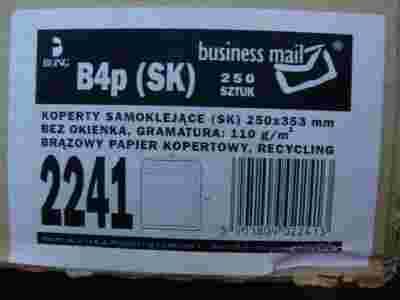 BONG
B4p (SK)
250
SZTUK
business mail
KOPERTY SAMOKLEJĄCE (SK) 250x353 mm
BEZ OKIENKA, GRAMATURA: 110 g/m²
BRĄZOWY PAPIER KOPERTOWY, RECYCLING
2241